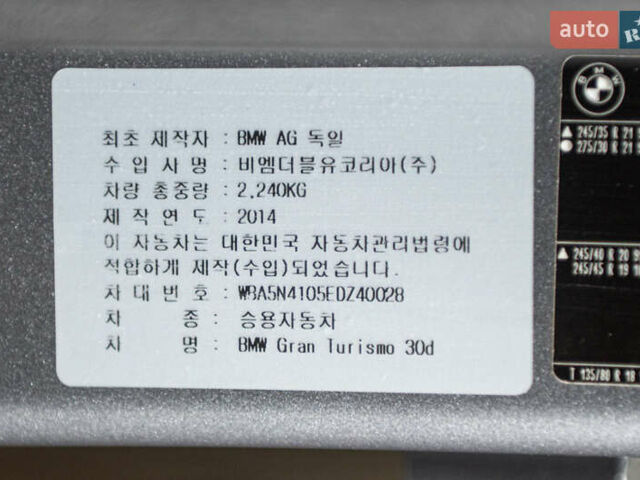 auto
최초 제작자 : BMW AG 독일
수 입 사 명 : 비엠더블유코리아(주)
차량 총중량 : 2,240KG
제 작 연 도 : 2014
이 자동차는 대한민국 자동차관리법령에
적합하게 제작(수입)되었습니다.
차 대 번 호 : WBA5N4105EDZ40028
차 종 : 승용자동차
차 명 : BMW Gran Turismo 30d
BMW
245/35 R 21
275/30 R 21
245/40 R 20
245/45 R 19
T 135/80 R 18